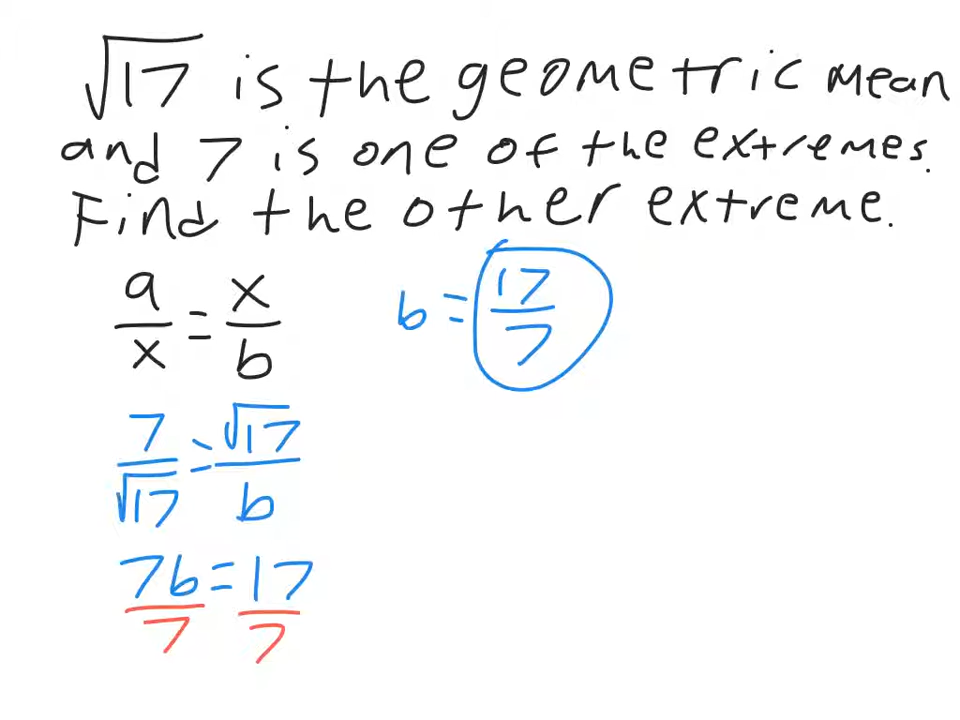 √17 is the geometric mean
and 7 is one of the extremes.
Find the other extreme.
a/x = x/b
b = 17/7
7/√17 = √17/b
7b = 17
7 7